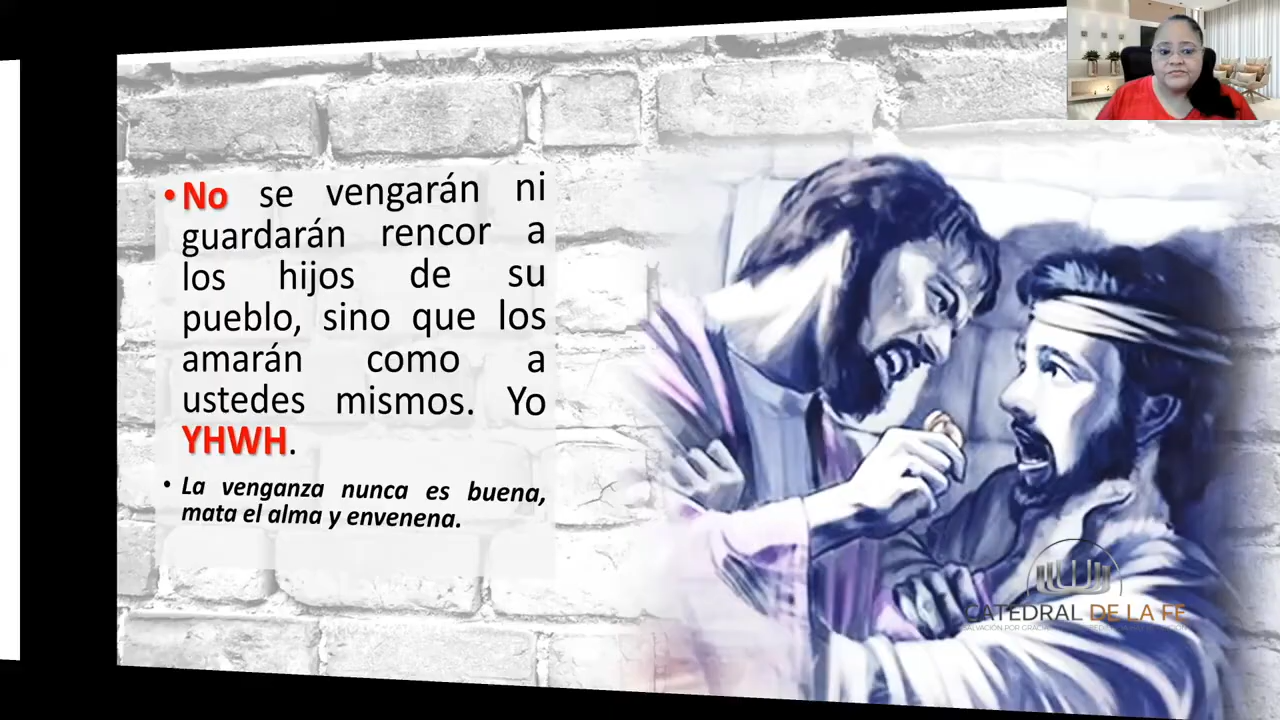 • No se vengarán ni
guardarán rencor a
los hijos de su
pueblo, sino que los
amarán como a
ustedes mismos. Yo
YHWH.
• La venganza nunca es buena,
mata el alma y envenena.
CATEDRAL DE LA FE